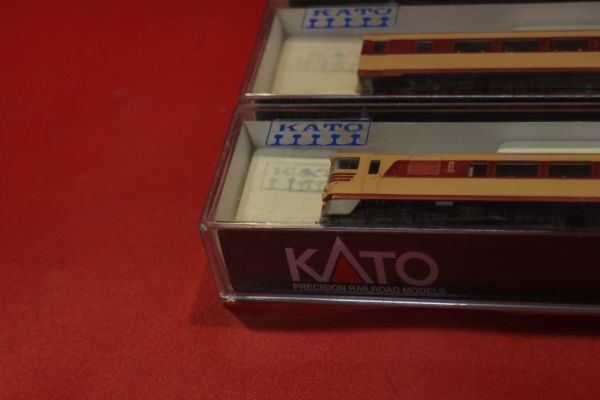 KATO
KATO
KATO
PRECISION RAILROAD MODELS